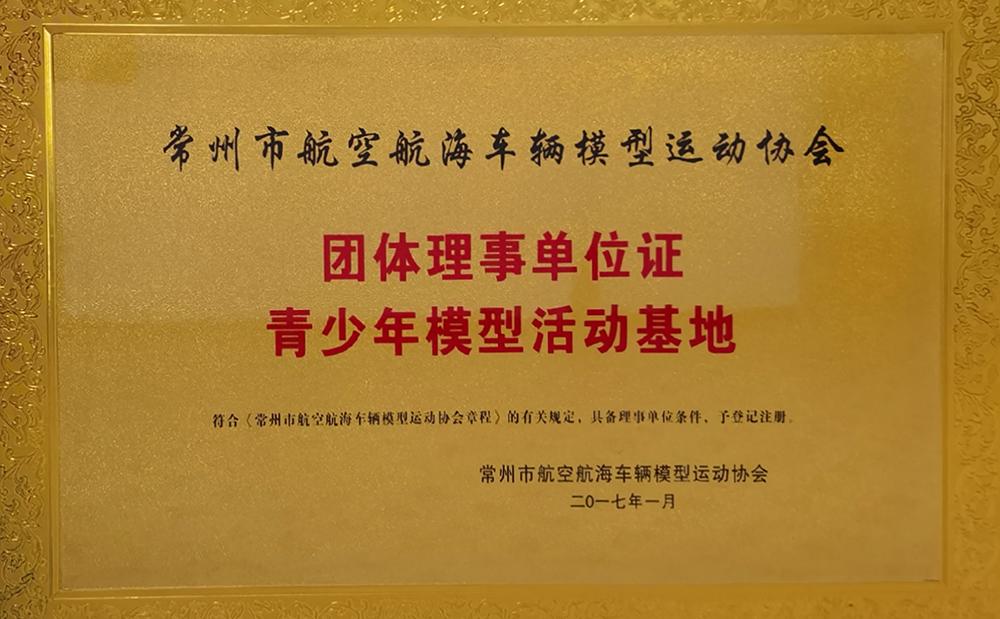 常州市航空航海车辆模型运动协会
团体理事单位证
青少年模型活动基地
符合《常州市航空航海车辆模型运动协会章程》的有关规定，具备理事单位条件，予登记注册。
常州市航空航海车辆模型运动协会
二〇一七年一月